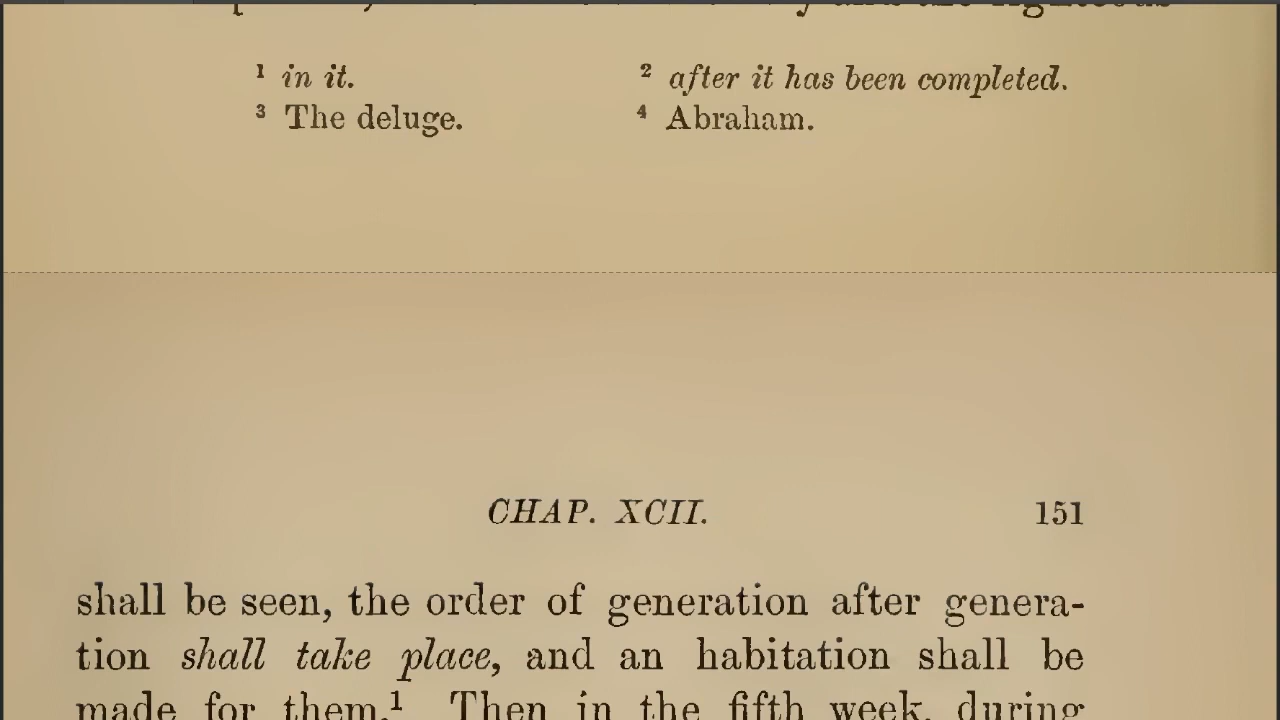 righteous
¹ in it. ² after it has been completed.
³ The deluge. ⁴ Abraham.
CHAP. XCII. 151
shall be seen, the order of generation after genera-
tion shall take place, and an habitation shall be
made for them.¹ Then in the fifth week, during